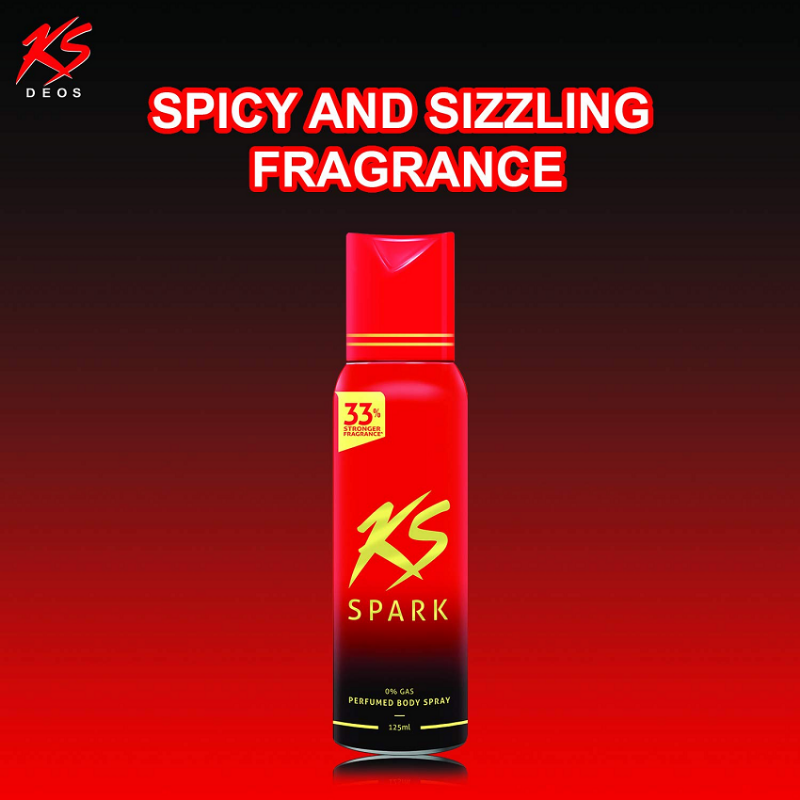 KS
DEOS
SPICY AND SIZZLING
FRAGRANCE
33%
STRONGER
FRAGRANCE*
KS
SPARK
0% GAS
PERFUMED BODY SPRAY
125ml